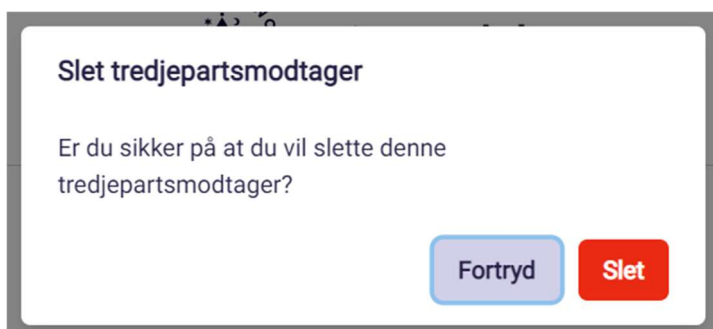 Slet tredjepartsmodtager
Er du sikker på at du vil slette denne
tredjepartsmodtager?
Fortryd
Slet